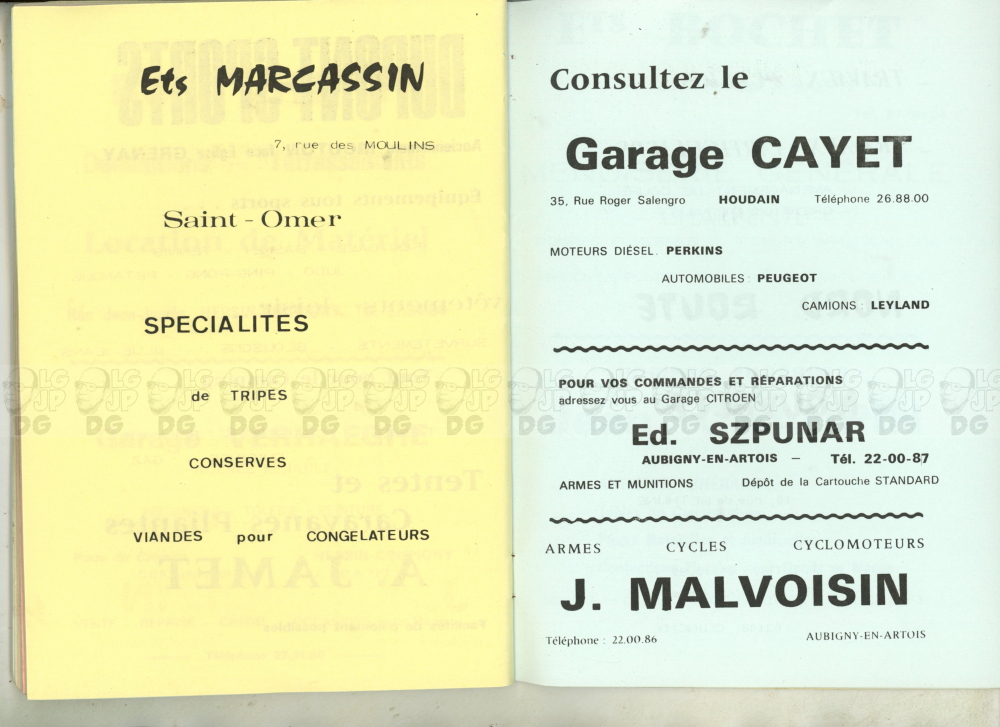 Ets MARCASSIN
7, rue des MOULINS
Saint-Omer
SPECIALITES
de TRIPES
CONSERVES
VIANDES pour CONGELATEURS
Consultez le
Garage CAYET
35, Rue Roger Salengro HOUDAIN Téléphone 26.88.00
MOTEURS DIÉSEL: PERKINS
AUTOMOBILES: PEUGEOT
CAMIONS: LEYLAND
POUR VOS COMMANDES ET RÉPARATIONS
adressez vous au Garage CITROEN
Ed. SZPUNAR
AUBIGNY-EN-ARTOIS — Tél. 22-00-87
ARMES ET MUNITIONS Dépôt de la Cartouche STANDARD
ARMES CYCLES CYCLOMOTEURS
J. MALVOISIN
Téléphone : 22.00.86 AUBIGNY-EN-ARTOIS